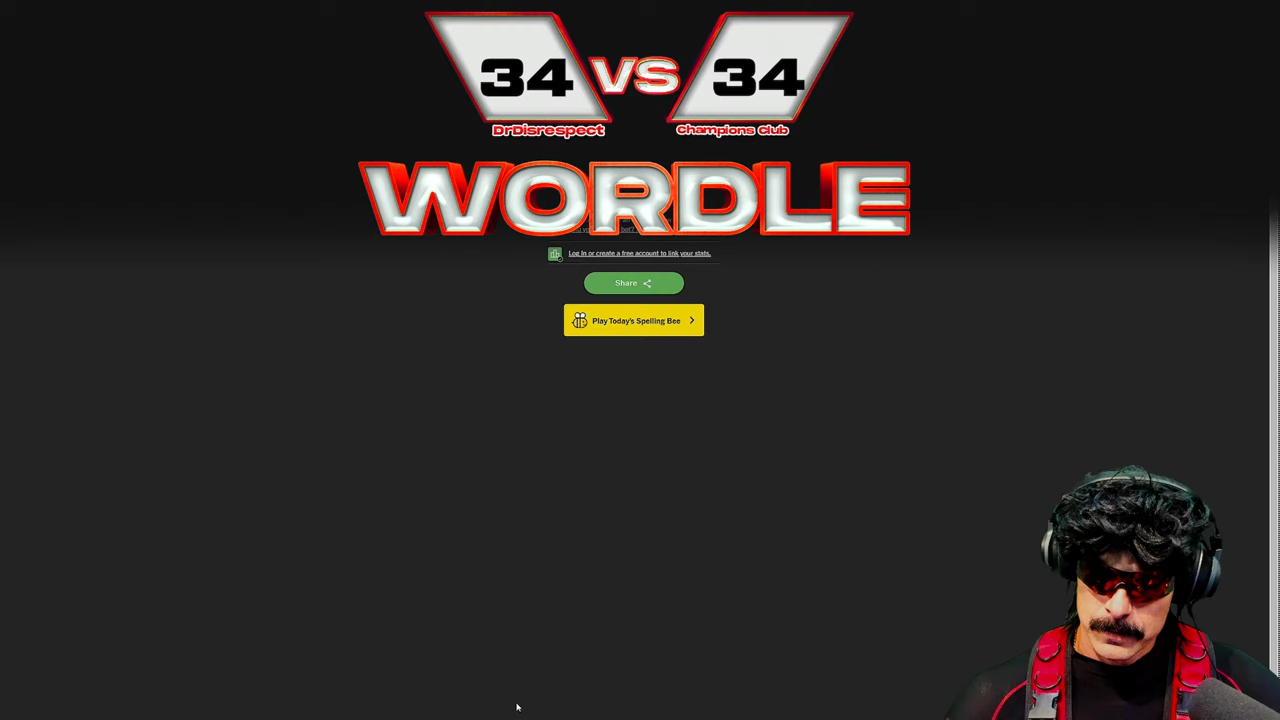 34 VS 34
DrDisrespect Champions Club
WORDLE
Log In or create a free account to link your stats.
Share
Play Today's Spelling Bee